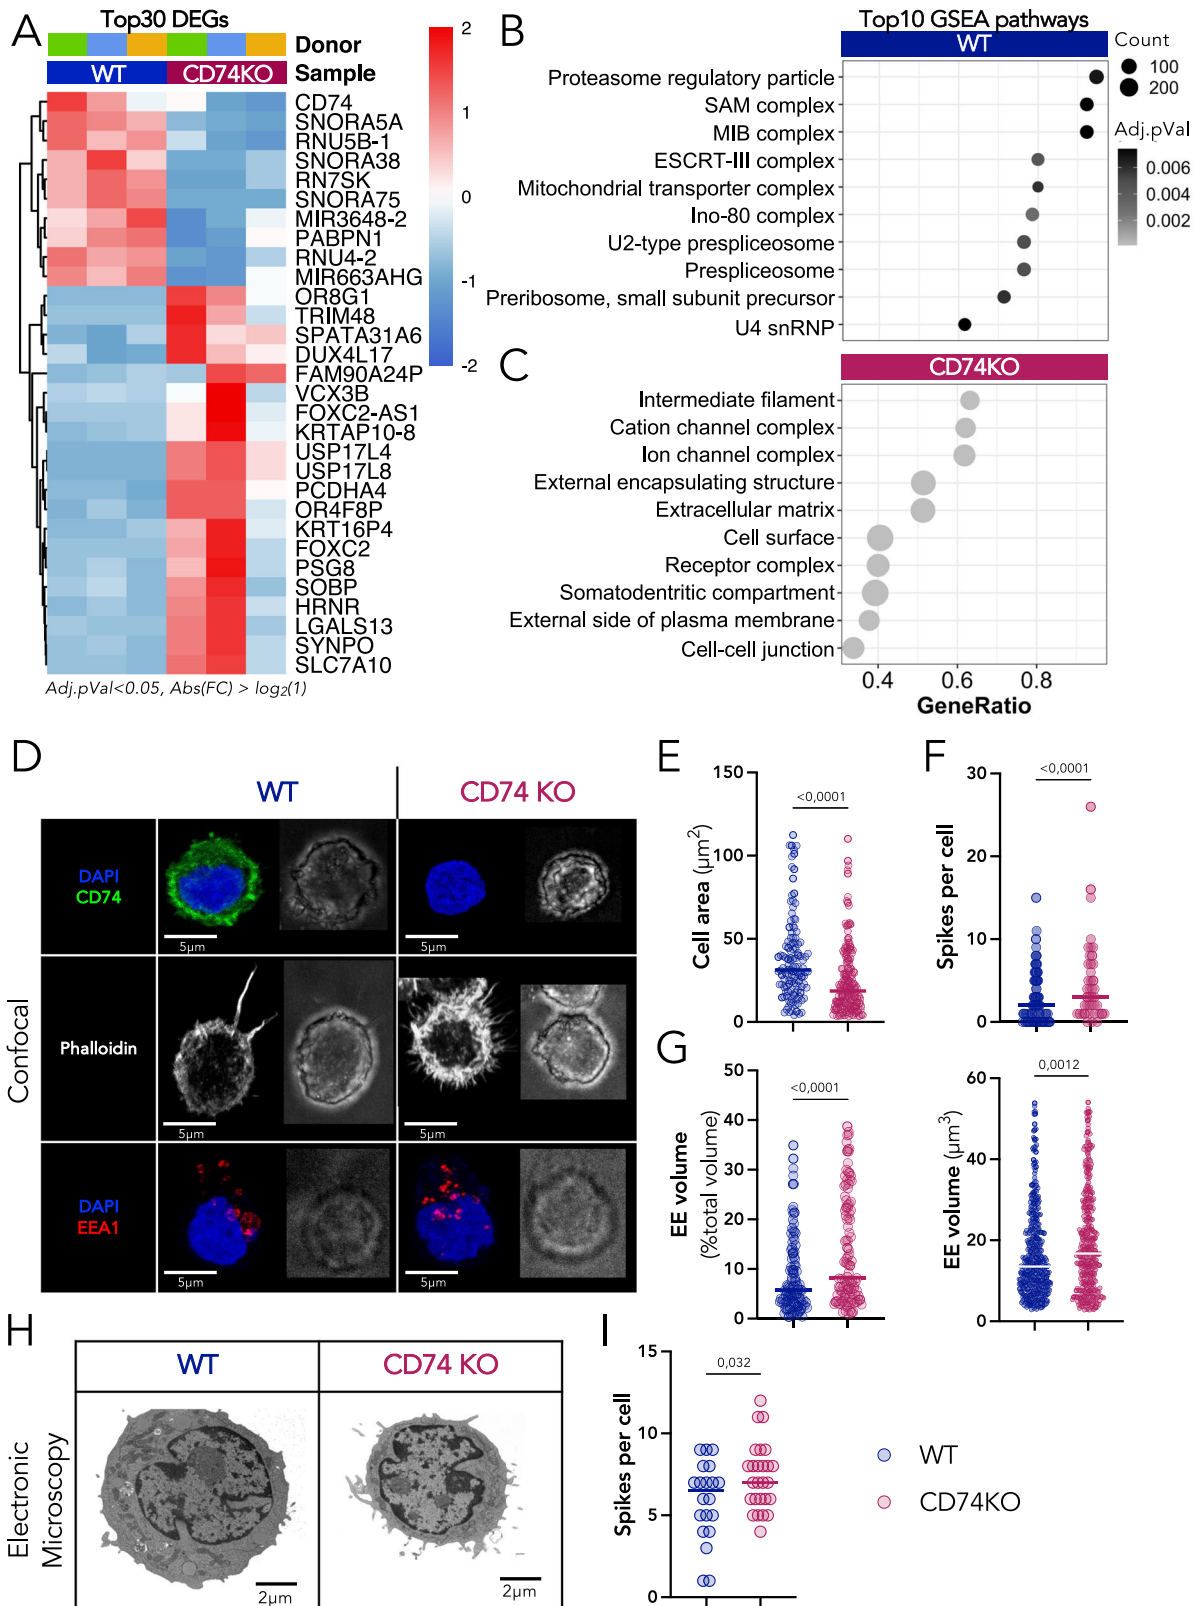 A
Top30 DEGs
Donor
WT
CD74KO
Sample
CD74
SNORA5A
RNU5B-1
SNORA38
RN7SK
SNORA75
MIR3648-2
PABPN1
RNU4-2
MIR663AHG
OR8G1
TRIM48
SPATA31A6
DUX4L17
FAM90A24P
VCX3B
FOXC2-AS1
KRTAP10-8
USP17L4
USP17L8
PCDHA4
OR4F8P
KRT16P4
FOXC2
PSG8
SOBP
HRNR
LGALS13
SYNPO
SLC7A10
2
1
0
-1
-2
Adj.pVal<0.05, Abs(FC) > log2(1)
B
Top10 GSEA pathways
WT
Proteasome regulatory particle
SAM complex
MIB complex
ESCRT-III complex
Mitochondrial transporter complex
Ino-80 complex
U2-type prespliceosome
Prespliceosome
Preribosome, small subunit precursor
U4 snRNP
Count
100
200
Adj.pVal
0.006
0.004
0.002
C
CD74KO
Intermediate filament
Cation channel complex
Ion channel complex
External encapsulating structure
Extracellular matrix
Cell surface
Receptor complex
Somatodentritic compartment
External side of plasma membrane
Cell-cell junction
0.4
0.6
0.8
GeneRatio
D
WT
CD74 KO
Confocal
DAPI
CD74
5µm
5µm
Phalloidin
5µm
5µm
DAPI
EEA1
5µm
5µm
E
Cell area (µm²)
150
100
50
0
<0,0001
F
Spikes per cell
30
20
10
0
<0,0001
G
EE volume
(%total volume)
50
40
30
20
10
0
<0,0001
EE volume (µm³)
60
40
20
0
0,0012
H
WT
CD74 KO
Electronic
Microscopy
2µm
2µm
I
Spikes per cell
15
10
5
0
0,032
WT
CD74KO